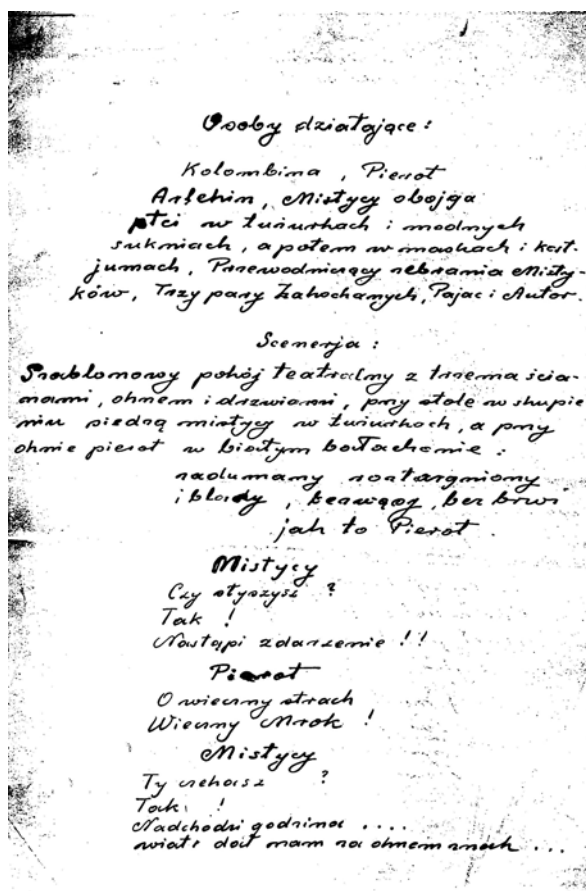 Osoby działające :
Kolombina , Pierot
Arlekin, Mistycy obojga
płci w tużurkach i modnych
sukniach, a potem w maskach i kost-
jumach, Przewodniczący zebrania Misty-
ków, Trzy pary Zakochanych, Pajac i Autor.
Scenerja :
Szablonowy pokój teatralny z trzema ścia-
nami, oknem i drzwiami, przy stole w skupie
niu siedzą mistycy w tużurkach, a przy
oknie pierot w białym bałachonie :
zadumany roztargniony
i blady , bezwąsy, bez brwi
jak to Pierot .
Mistycy
Czy słyszysz ?
Tak !
Nastąpi zdarzenie !!
Pierot
O wieczny strach
Wieczny Mrok !
Mistycy
Ty czekasz ?
Tak !
Nadchodzi godzina ....
wiatr dał nam za oknem znak ...